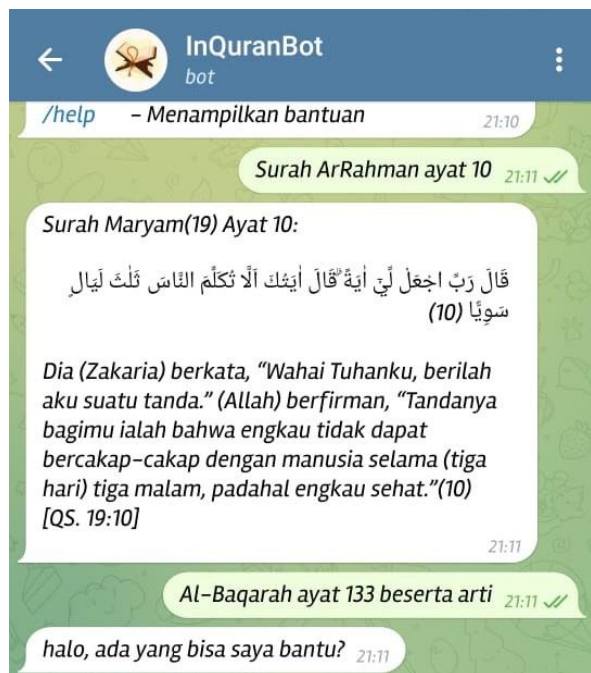 InQuranBot
bot
/help - Menampilkan bantuan
21:10
Surah ArRahman ayat 10 21:11
Surah Maryam(19) Ayat 10:
قَالَ رَبِّ اجْعَلْ لِّيْٓ اٰيَةً ۗقَالَ اٰيَتُكَ اَلَّا تُكَلِّمَ النَّاسَ ثَلٰثَ لَيَالٍ
سَوِيًّا (10)
Dia (Zakaria) berkata, “Wahai Tuhanku, berilah
aku suatu tanda.” (Allah) berfirman, “Tandanya
bagimu ialah bahwa engkau tidak dapat
bercakap-cakap dengan manusia selama (tiga
hari) tiga malam, padahal engkau sehat.”(10)
[QS. 19:10]
21:11
Al-Baqarah ayat 133 beserta arti 21:11
halo, ada yang bisa saya bantu? 21:11